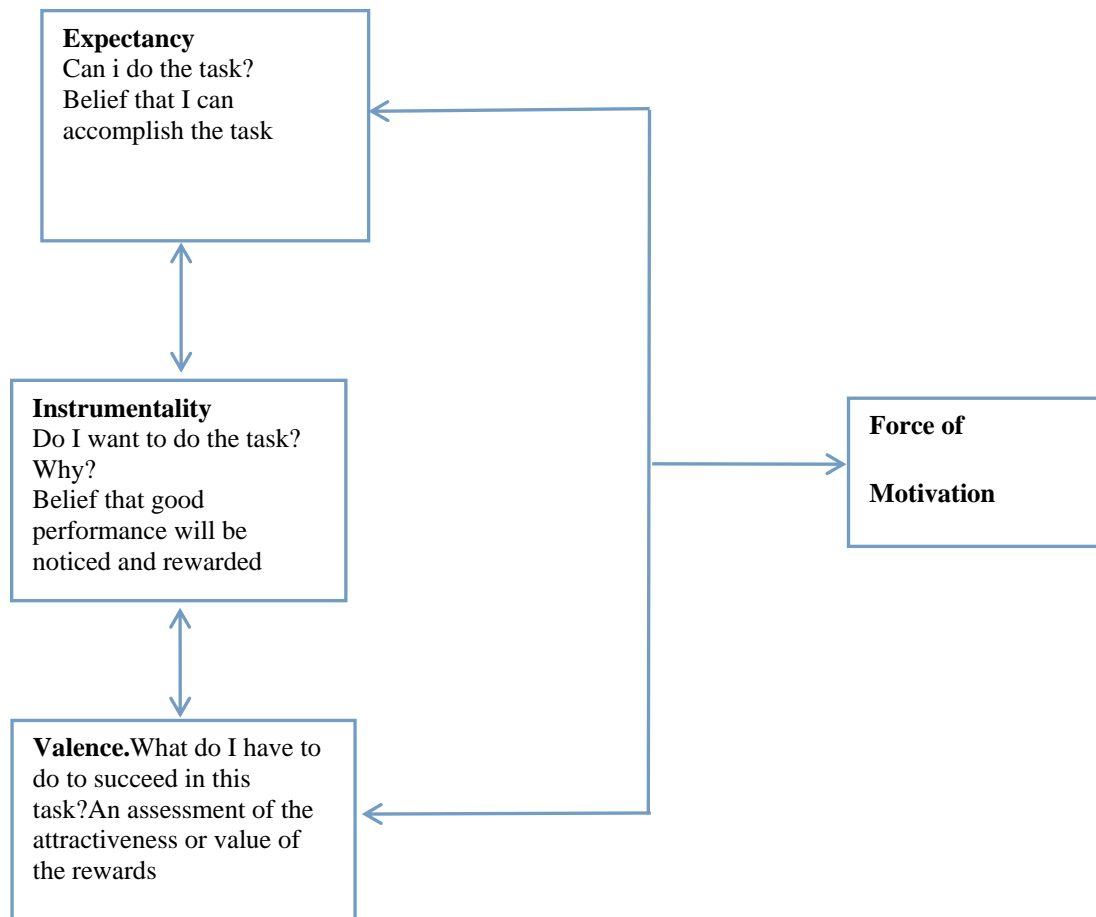 Expectancy
Can i do the task?
Belief that I can
accomplish the task
Instrumentality
Do I want to do the task?
Why?
Belief that good
performance will be
noticed and rewarded
Force of
Motivation
Valence.What do I have to
do to succeed in this
task?An assessment of the
attractiveness or value of
the rewards